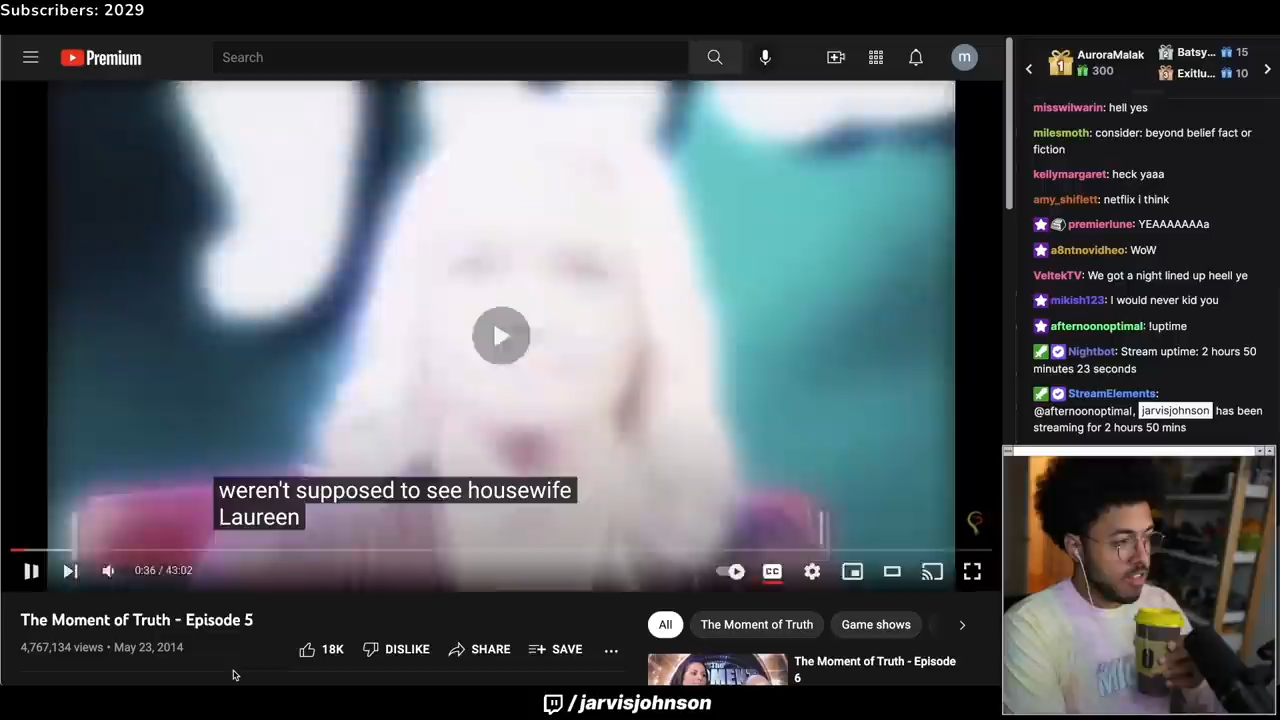 Subscribers: 2029
Premium
Search
m
AuroraMalak
300
Batsy... 15
Exitlu... 10
misswilwarin: hell yes
milesmoth: consider: beyond belief fact or
fiction
kellymargaret: heck yaaa
amy_shiflett: netflix i think
premierlune: YEAAAAAAa
a8ntnovidheo: WoW
VeltekTV: We got a night lined up heell ye
mikish123: I would never kid you
afternoonoptimal: !uptime
Nightbot: Stream uptime: 2 hours 50
minutes 23 seconds
StreamElements:
@afternoonoptimal, jarvisjohnson has been
streaming for 2 hours 50 mins
weren't supposed to see housewife
Laureen
0:36 / 43:02
CC
The Moment of Truth - Episode 5
4,767,134 views • May 23, 2014
18K
DISLIKE
SHARE
SAVE
All
The Moment of Truth
Game shows
The Moment of Truth - Episode
6
/jarvisjohnson